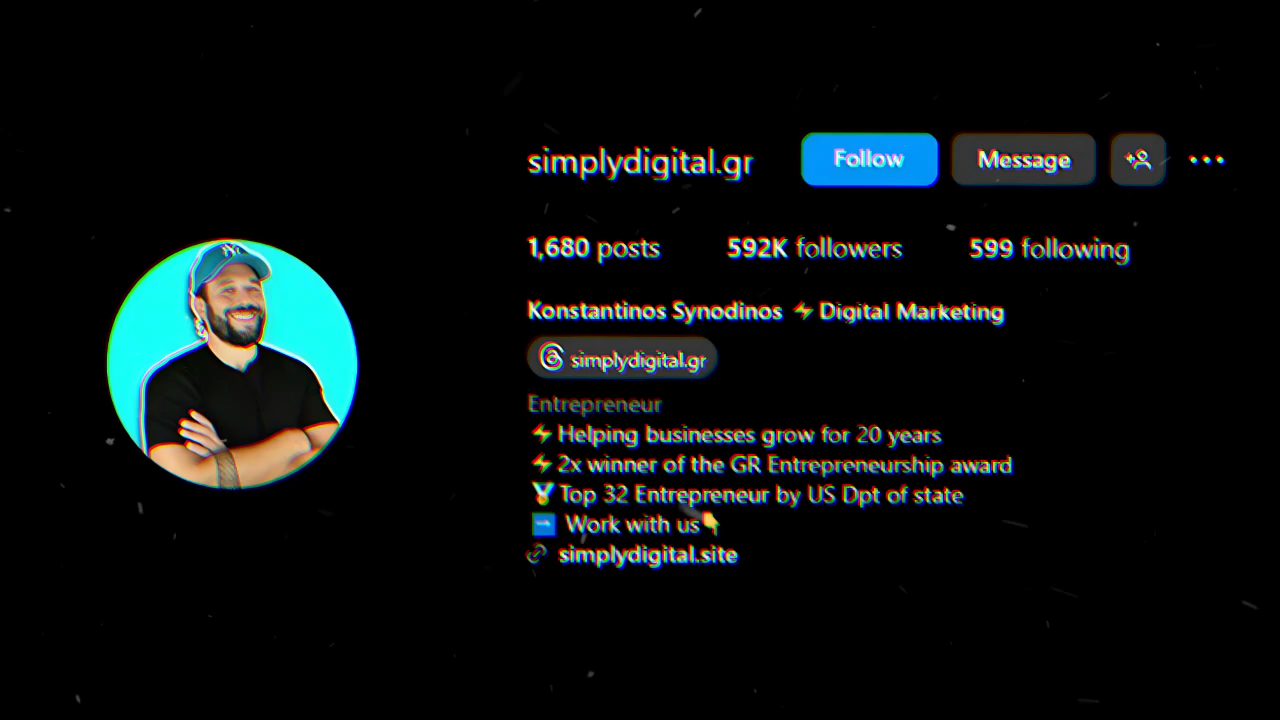 simplydigital.gr Follow Message
1,680 posts 592K followers 599 following
Konstantinos Synodinos ⚡ Digital Marketing
simplydigital.gr
Entrepreneur
⚡ Helping businesses grow for 20 years
⚡ 2x winner of the GR Entrepreneurship award
🏅 Top 32 Entrepreneur by US Dpt of state
➡️ Work with us👇
simplydigital.site